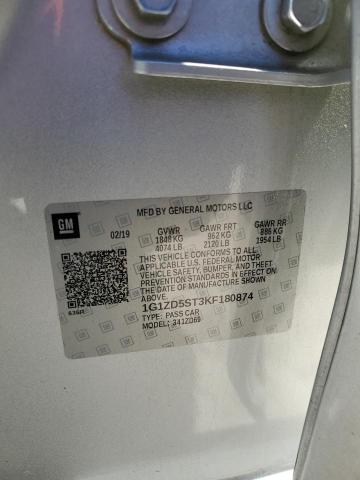 MFD BY GENERAL MOTORS LLC
GM
02/19
GVWR GAWR FRT GAWR RR
1848 KG 962 KG 886 KG
4074 LB 2120 LB 1954 LB
THIS VEHICLE CONFORMS TO ALL
APPLICABLE U.S. FEDERAL MOTOR
VEHICLE SAFETY, BUMPER, AND THEFT
PREVENTION STANDARDS IN EFFECT
ON THE DATE OF MANUFACTURE SHOWN
ABOVE.
1G1ZD5ST3KF180874
TYPE: PASS CAR
MODEL: